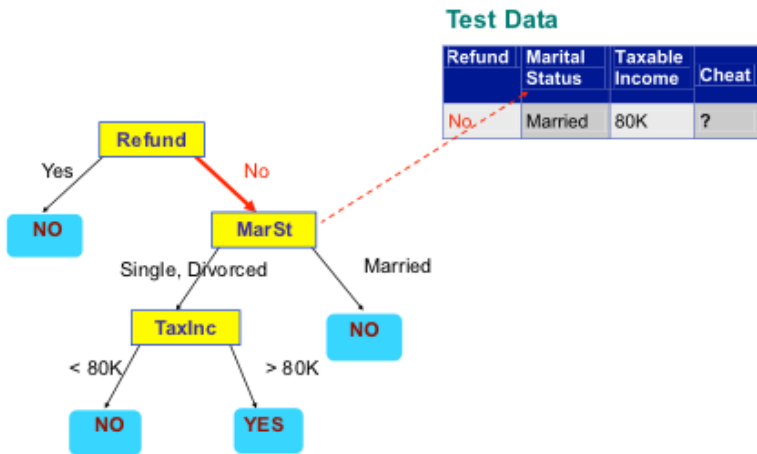 Test Data
Refund Marital Status Taxable Income Cheat
No Married 80K ?
Refund
Yes No
NO MarSt
Single, Divorced Married
TaxInc NO
< 80K > 80K
NO YES